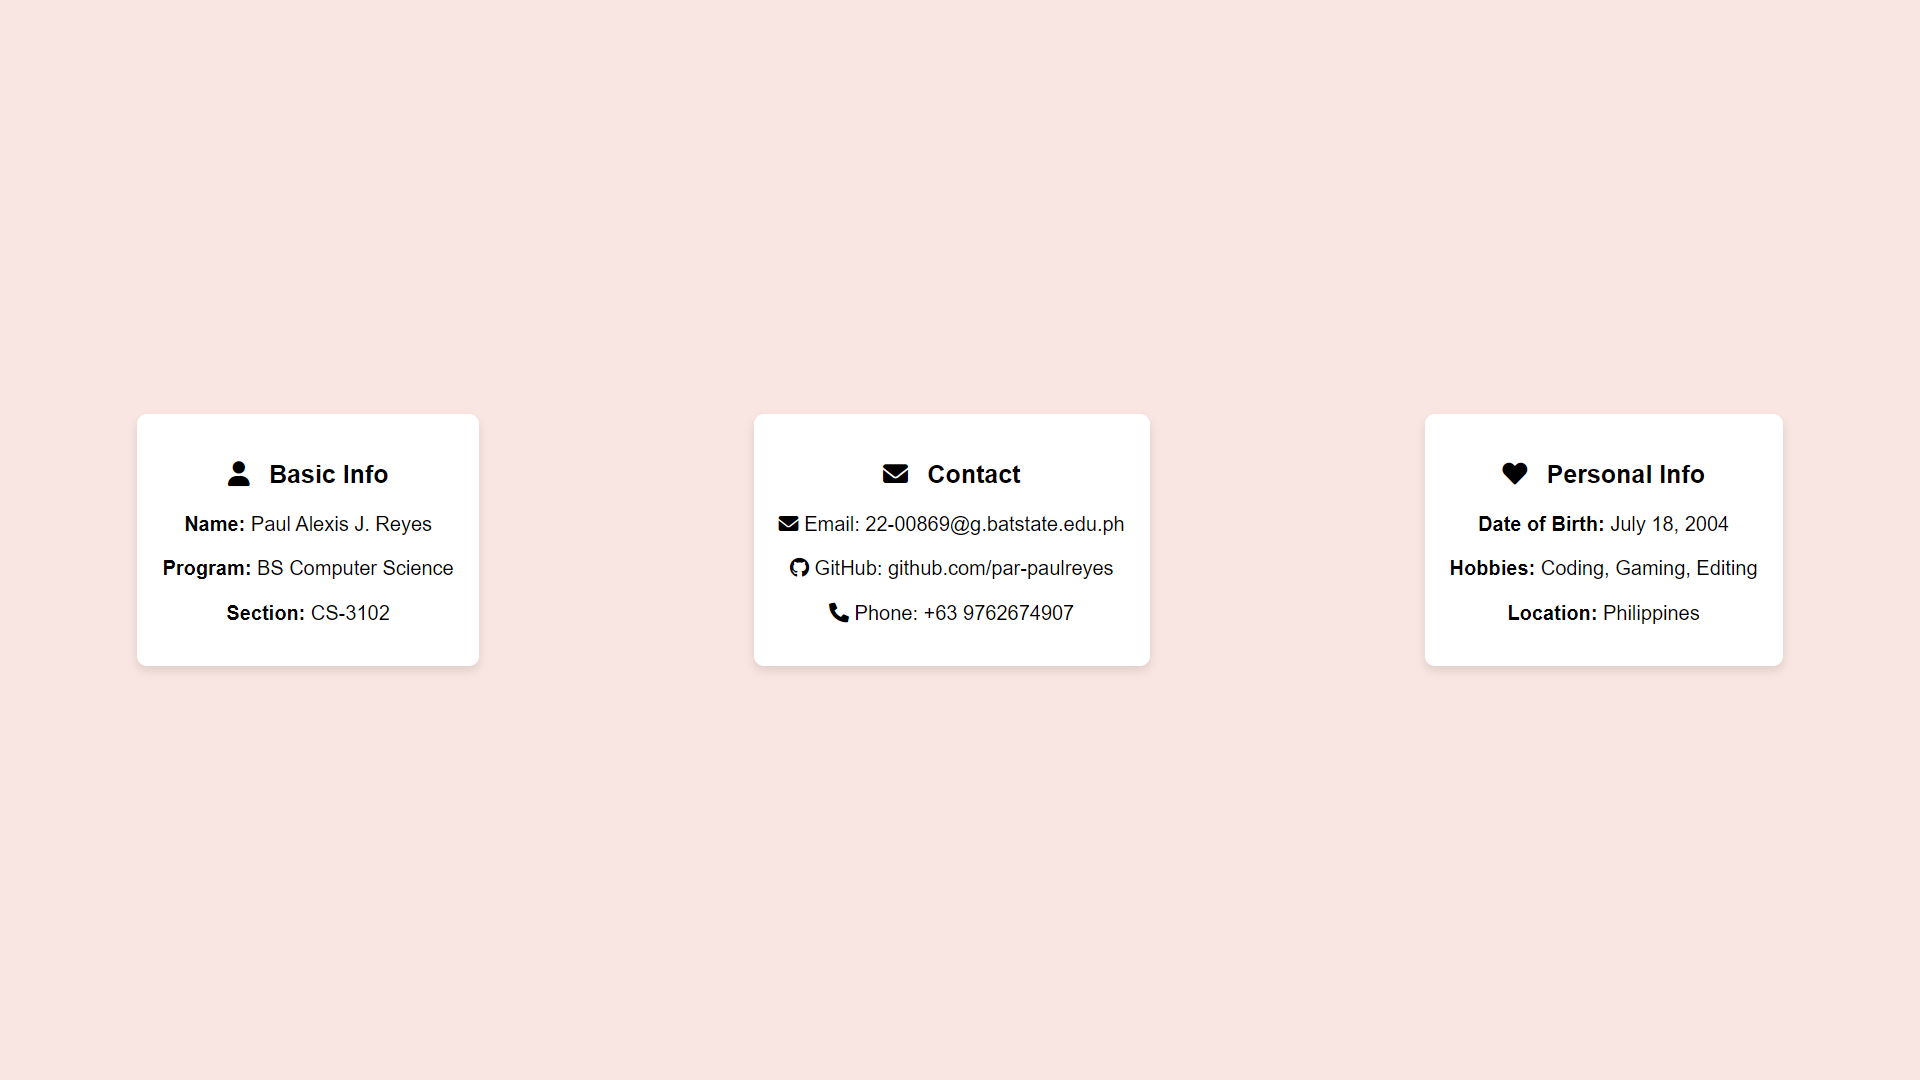 Basic Info
Name: Paul Alexis J. Reyes
Program: BS Computer Science
Section: CS-3102
Contact
Email: 22-00869@g.batstate.edu.ph
GitHub: github.com/par-paulreyes
Phone: +63 9762674907
Personal Info
Date of Birth: July 18, 2004
Hobbies: Coding, Gaming, Editing
Location: Philippines